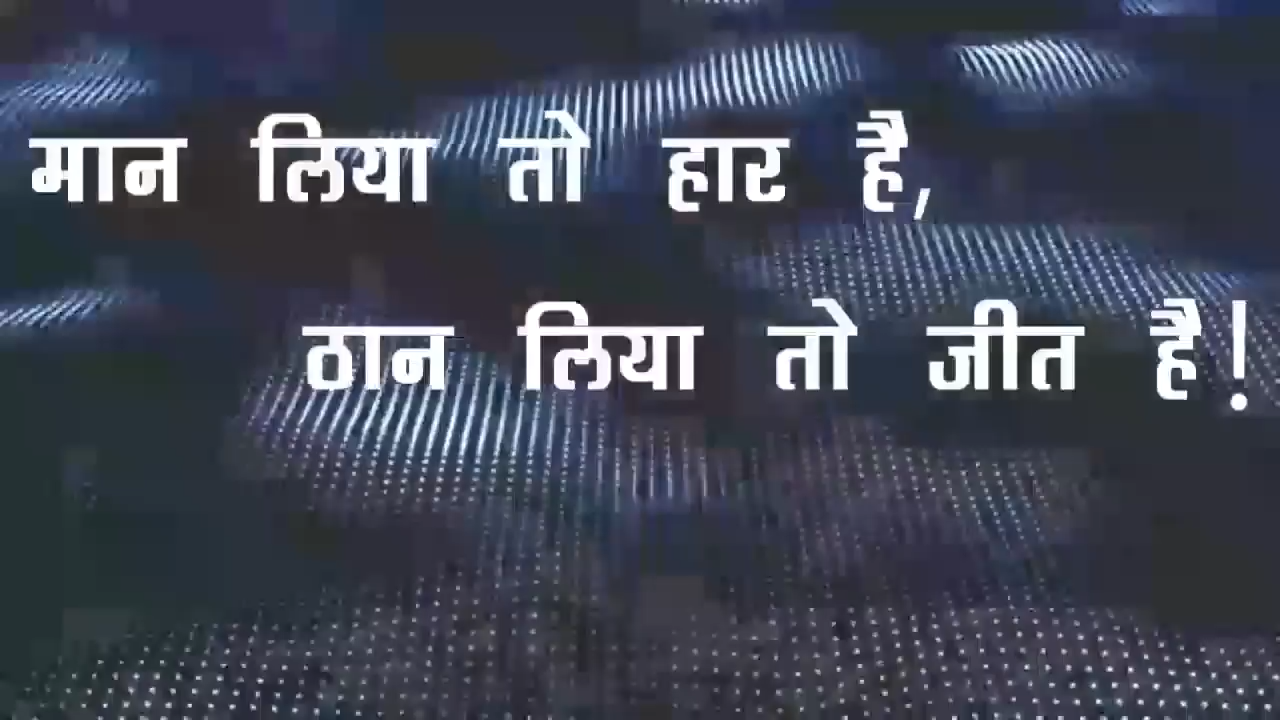 मान लिया तो हार है,
ठान लिया तो जीत है!